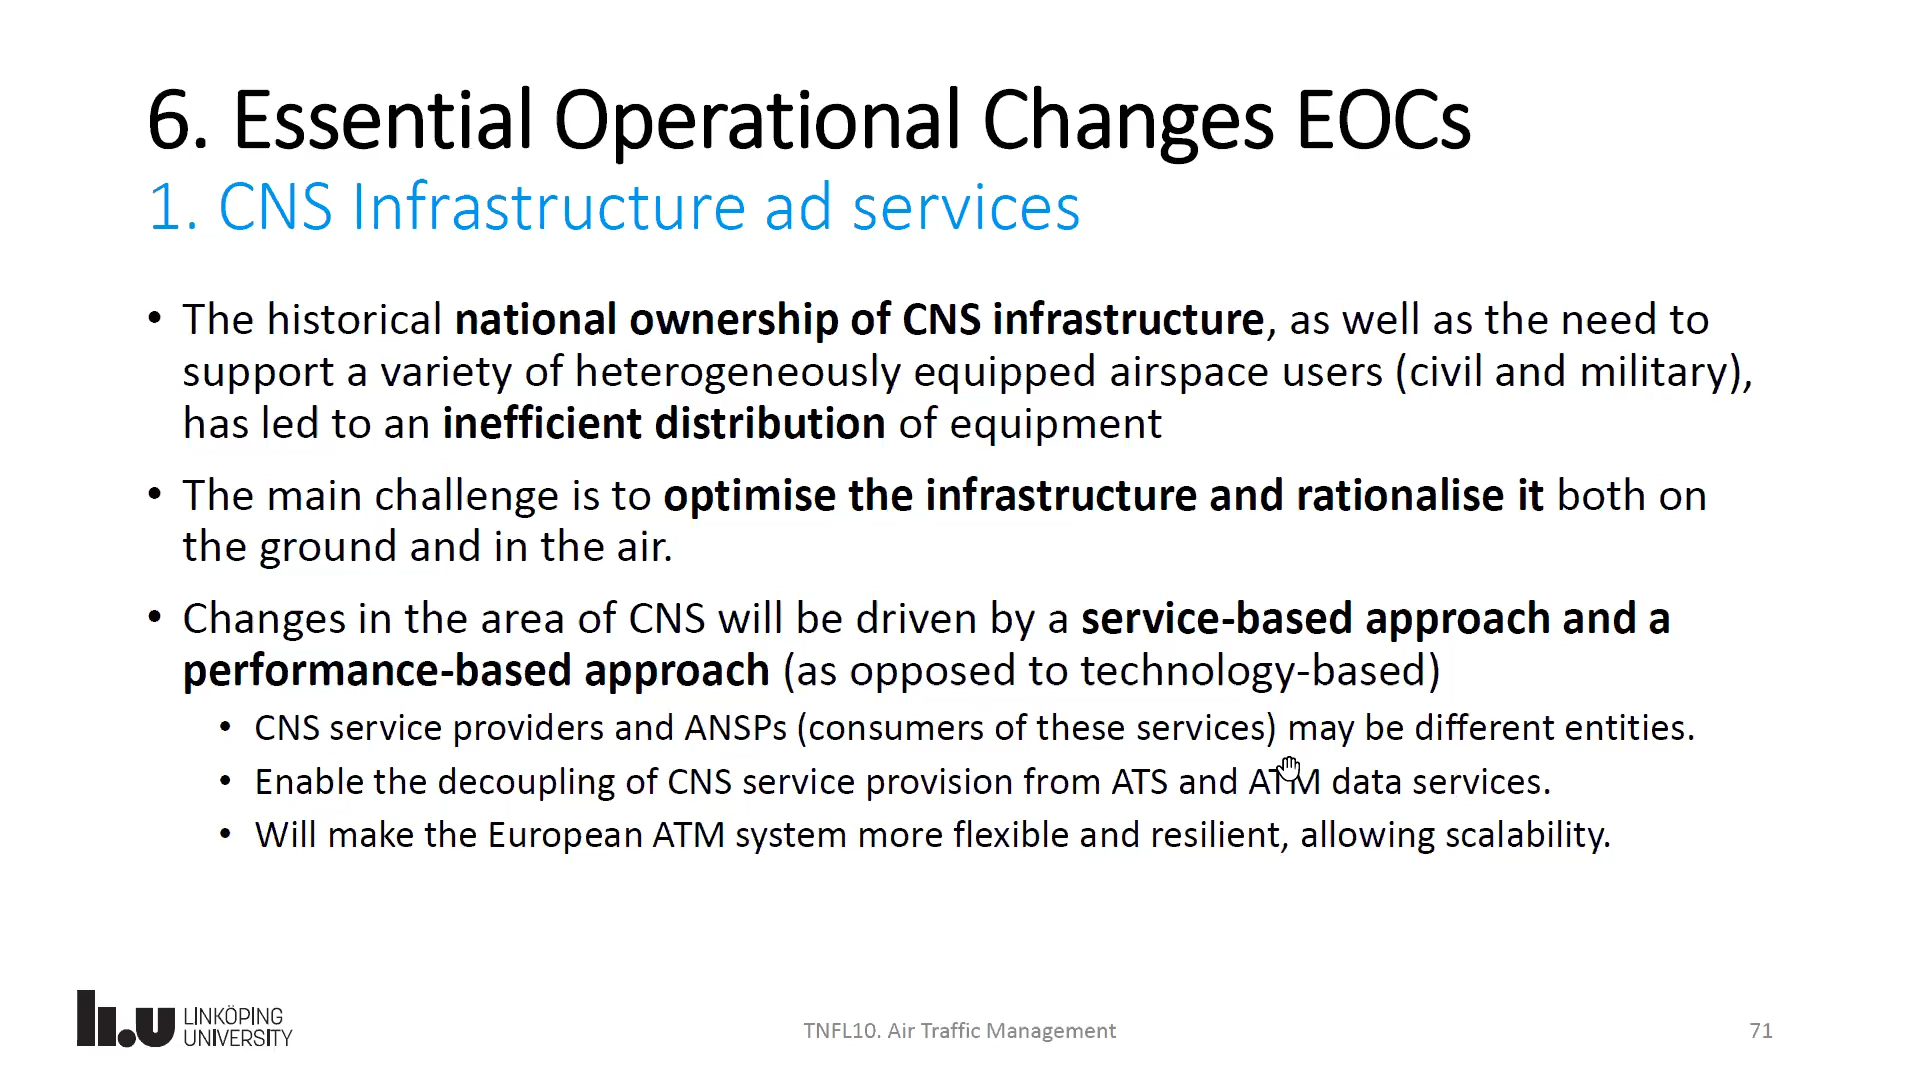 6. Essential Operational Changes EOCs
1. CNS Infrastructure ad services
• The historical national ownership of CNS infrastructure, as well as the need to
support a variety of heterogeneously equipped airspace users (civil and military),
has led to an inefficient distribution of equipment
• The main challenge is to optimise the infrastructure and rationalise it both on
the ground and in the air.
• Changes in the area of CNS will be driven by a service-based approach and a
performance-based approach (as opposed to technology-based)
• CNS service providers and ANSPs (consumers of these services) may be different entities.
• Enable the decoupling of CNS service provision from ATS and ATM data services.
• Will make the European ATM system more flexible and resilient, allowing scalability.
li.u LINKÖPING
UNIVERSITY
TNFL10. Air Traffic Management
71